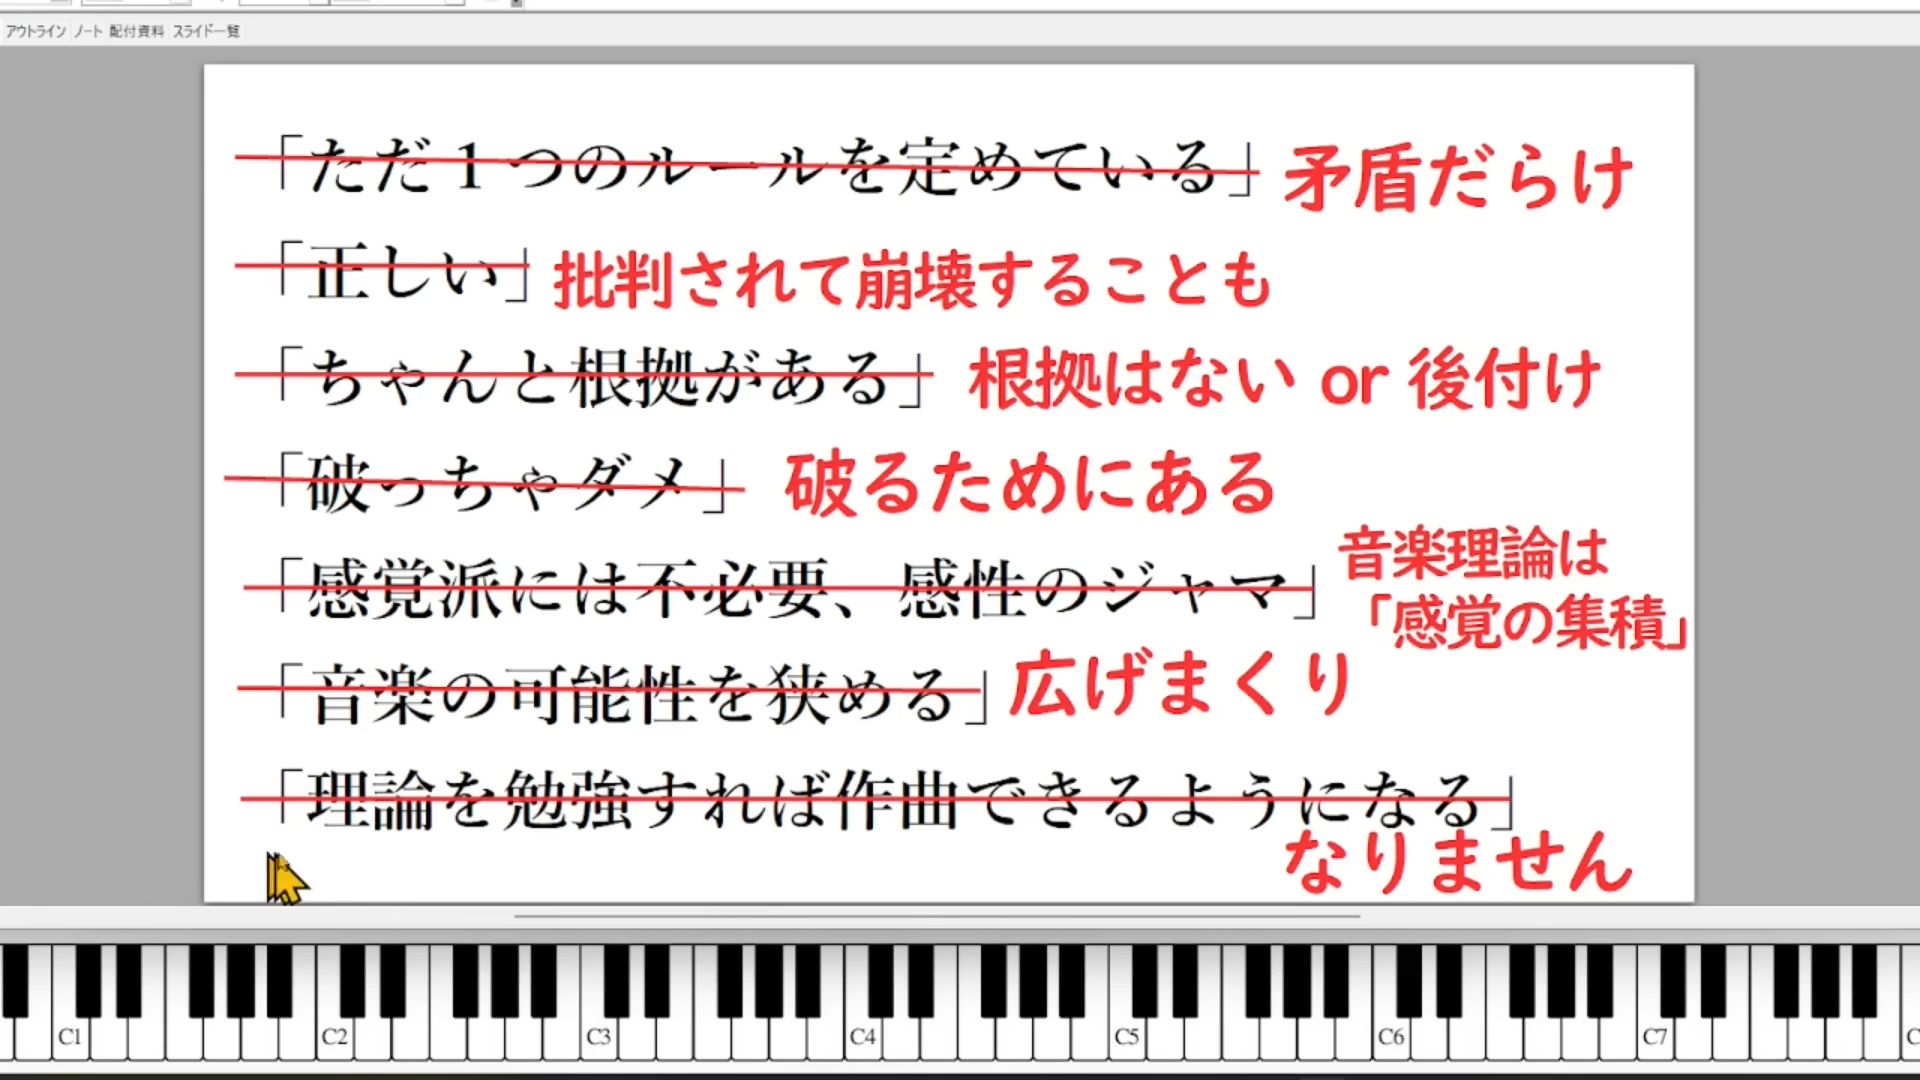 アウトライン ノート 配付資料 スライド一覧
「ただ１つのルールを定めている」 矛盾だらけ
「正しい」 批判されて崩壊することも
「ちゃんと根拠がある」 根拠はない or 後付け
「破っちゃダメ」 破るためにある
「感覚派には不必要、感性のジャマ」
音楽理論は
「感覚の集積」
「音楽の可能性を狭める」 広げまくり
「理論を勉強すれば作曲できるようになる」
なりません
C1 C2 C3 C4 C5 C6 C7 C